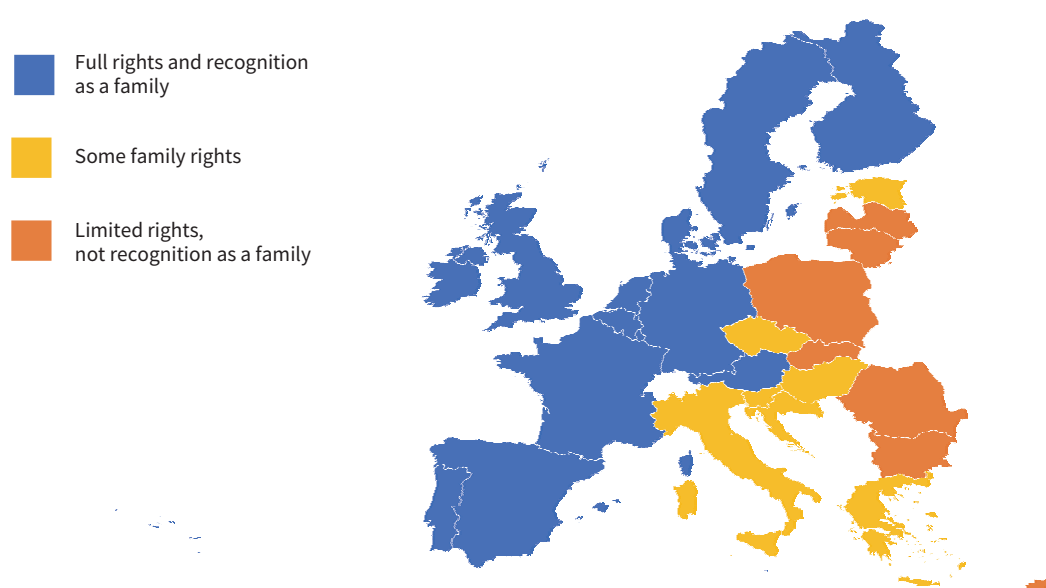 Full rights and recognition
as a family
Some family rights
Limited rights,
not recognition as a family